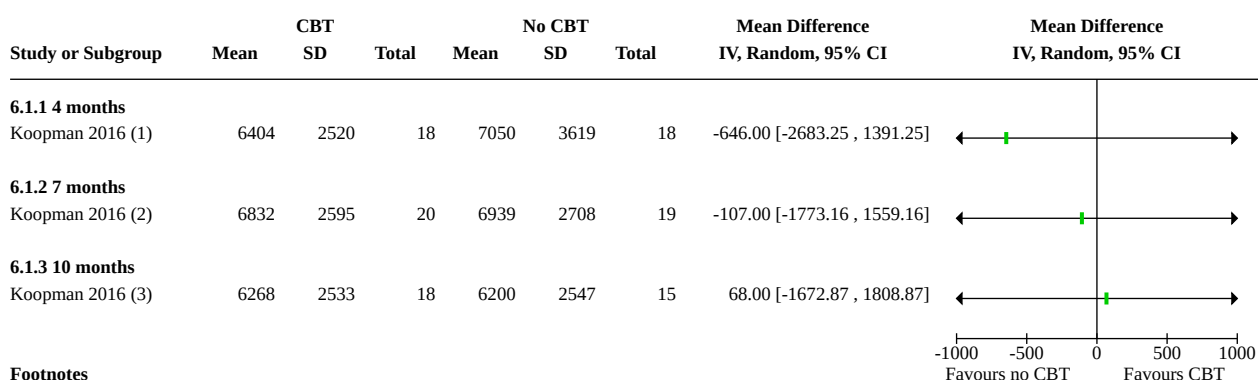 CBT No CBT Mean Difference Mean Difference
Study or Subgroup Mean SD Total Mean SD Total IV, Random, 95% CI IV, Random, 95% CI
6.1.1 4 months
Koopman 2016 (1) 6404 2520 18 7050 3619 18 -646.00 [-2683.25 , 1391.25]
6.1.2 7 months
Koopman 2016 (2) 6832 2595 20 6939 2708 19 -107.00 [-1773.16 , 1559.16]
6.1.3 10 months
Koopman 2016 (3) 6268 2533 18 6200 2547 15 68.00 [-1672.87 , 1808.87]
-1000 -500 0 500 1000
Footnotes Favours no CBT Favours CBT